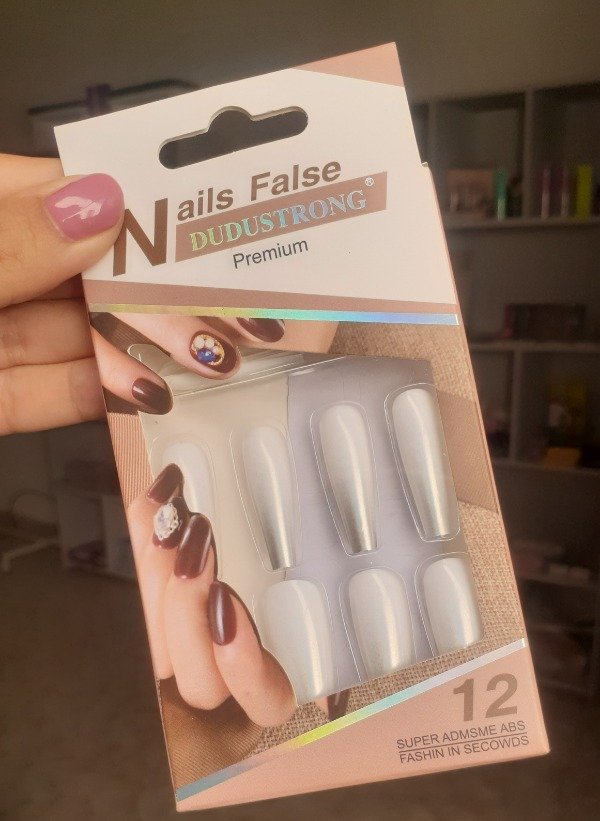 Nails False
DUDUSTRONG®
Premium
12
SUPER ADMSME ABS
FASHIN IN SECOWDS